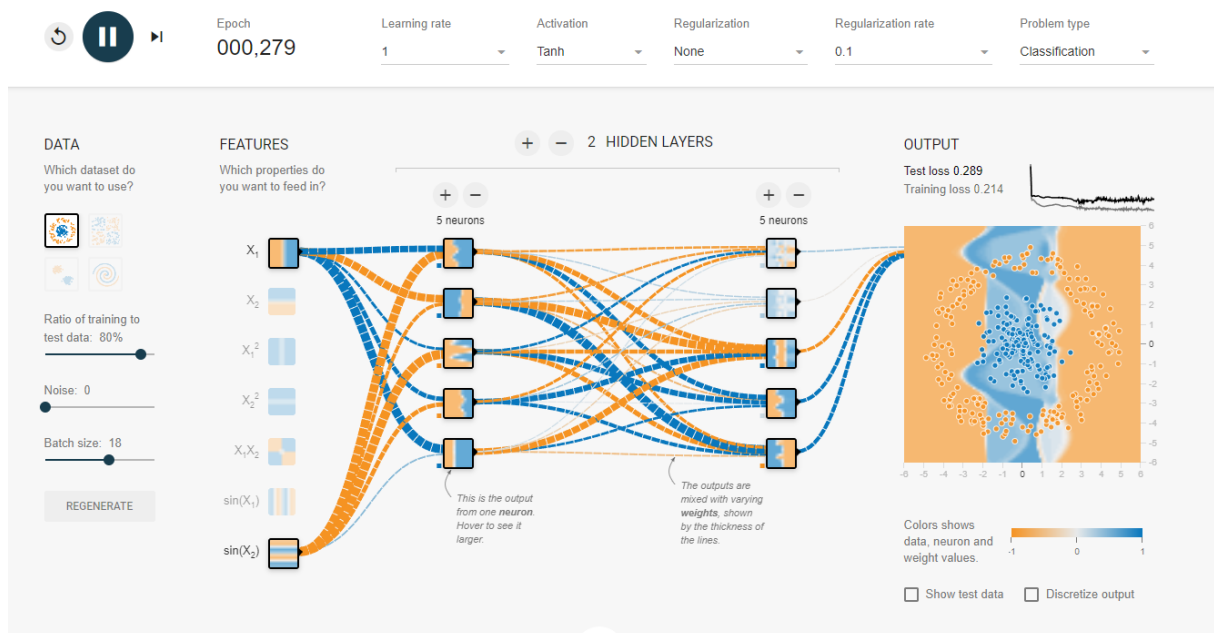 Epoch
000,279
Learning rate
1
Activation
Tanh
Regularization
None
Regularization rate
0.1
Problem type
Classification
DATA
Which dataset do
you want to use?
Ratio of training to
test data: 80%
Noise: 0
Batch size: 18
REGENERATE
FEATURES
Which properties do
you want to feed in?
X₁
X₂
X₁²
X₂²
X₁X₂
sin(X₁)
sin(X₂)
+ − 2 HIDDEN LAYERS
+ −
5 neurons
+ −
5 neurons
This is the output
from one neuron.
Hover to see it
larger.
The outputs are
mixed with varying
weights, shown
by the thickness of
the lines.
OUTPUT
Test loss 0.289
Training loss 0.214
6
5
4
3
2
1
0
-1
-2
-3
-4
-5
-6
-6 -5 -4 -3 -2 -1 0 1 2 3 4 5 6
Colors shows
data, neuron and
weight values.
-1 0 1
Show test data
Discretize output